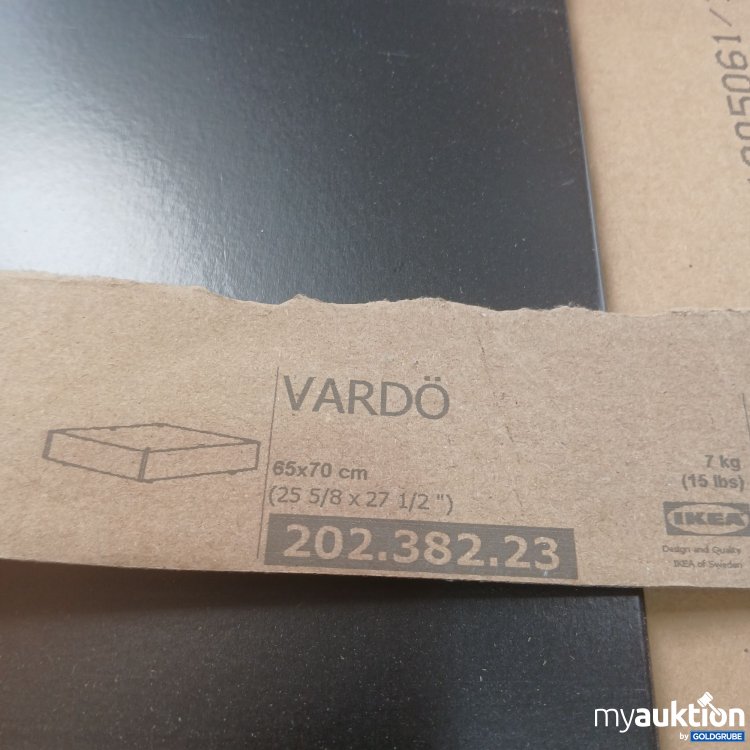 VARDÖ
65x70 cm
(25 5/8 x 27 1/2 ")
202.382.23
7 kg
(15 lbs)
IKEA
Design and Quality
IKEA of Sweden
myauktion
by GOLDGRUBE